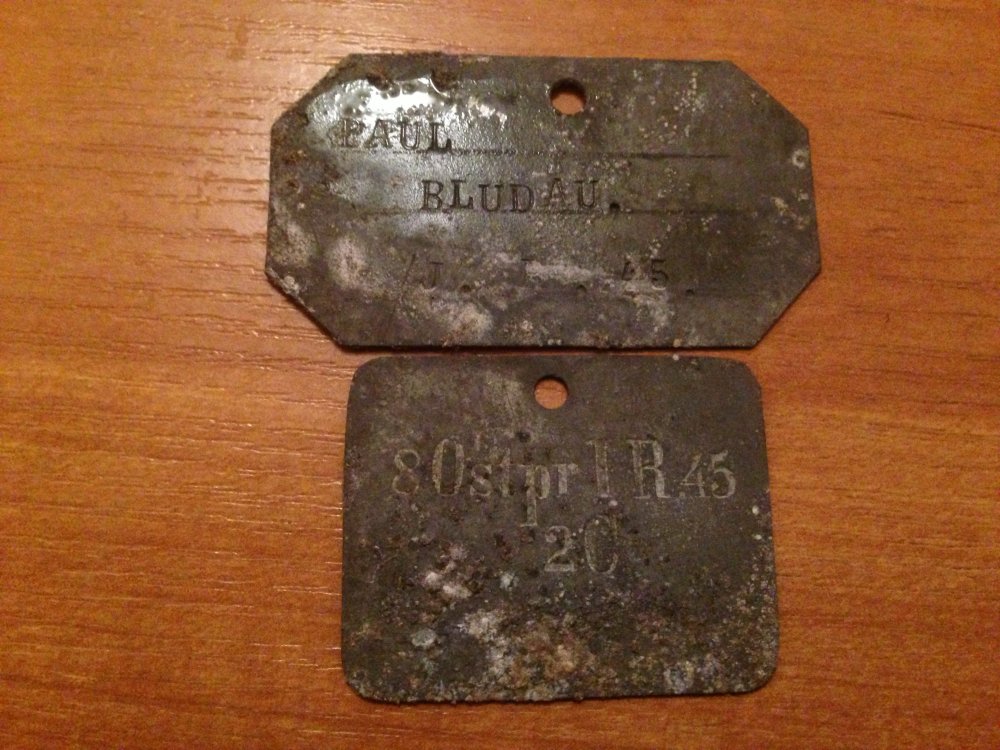 PAUL
BLUDAU.
45.
8 Ostpr I R.45
2C